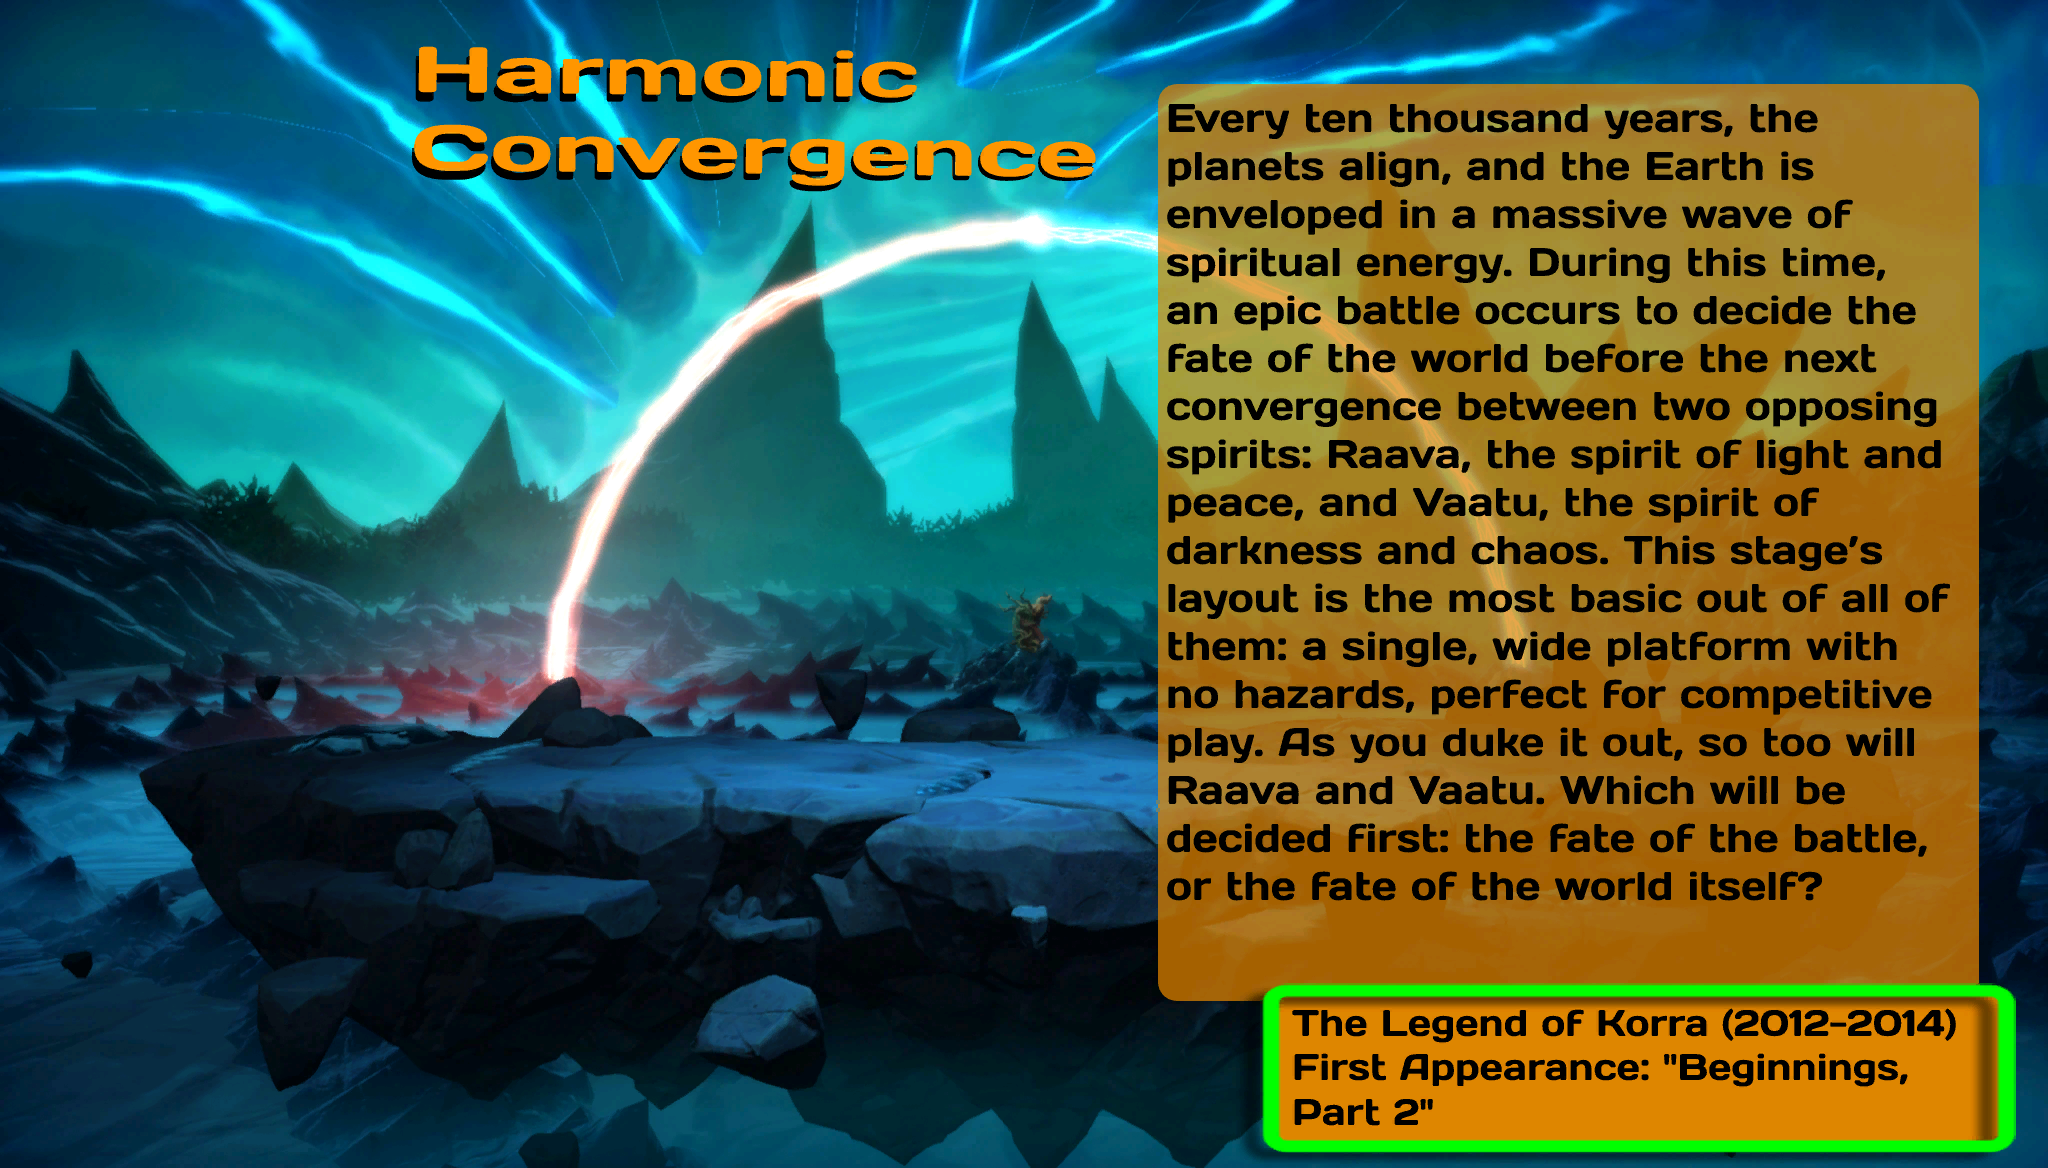 Harmonic
Convergence
Every ten thousand years, the
planets align, and the Earth is
enveloped in a massive wave of
spiritual energy. During this time,
an epic battle occurs to decide the
fate of the world before the next
convergence between two opposing
spirits: Raava, the spirit of light and
peace, and Vaatu, the spirit of
darkness and chaos. This stage's
layout is the most basic out of all of
them: a single, wide platform with
no hazards, perfect for competitive
play. As you duke it out, so too will
Raava and Vaatu. Which will be
decided first: the fate of the battle,
or the fate of the world itself?
The Legend of Korra (2012-2014)
First Appearance: "Beginnings,
Part 2"